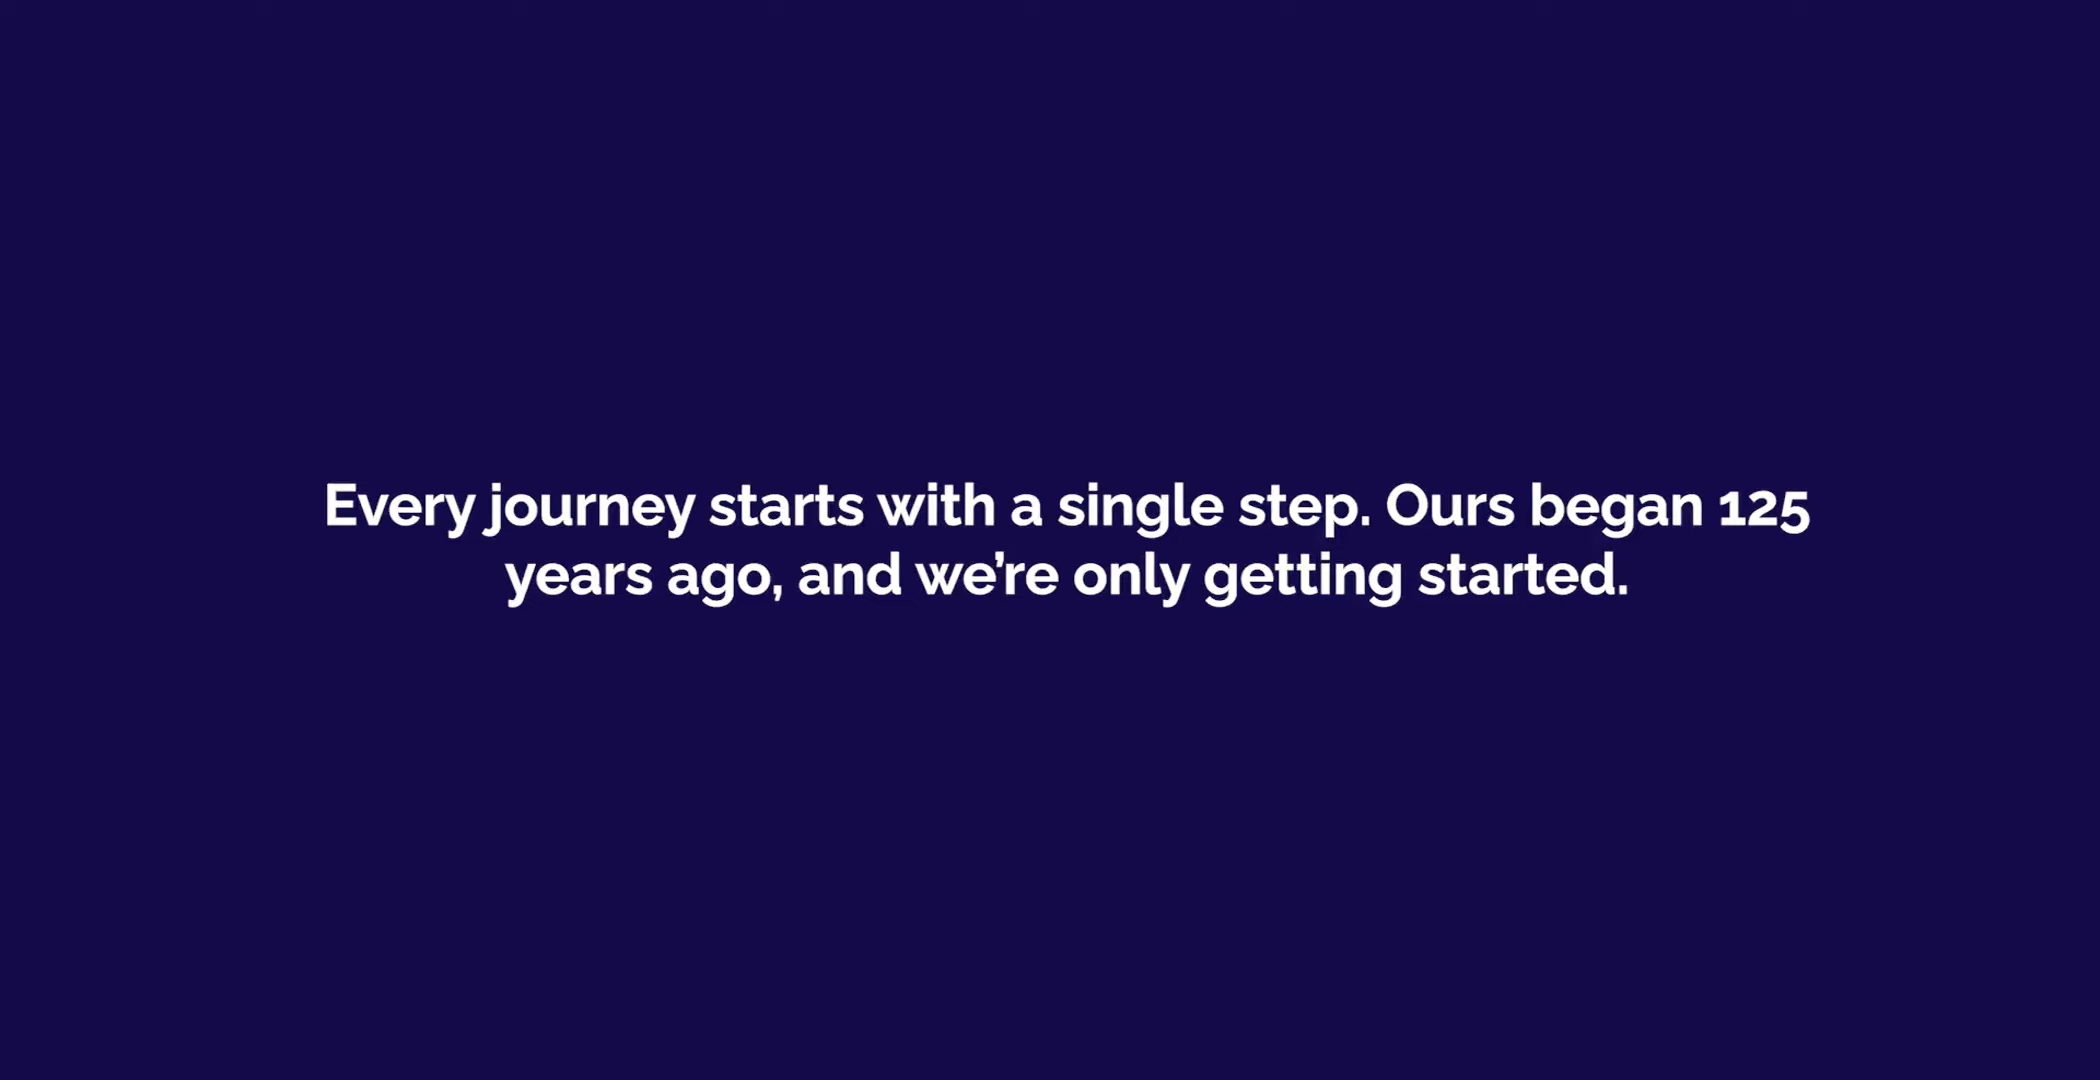 Every journey starts with a single step. Ours began 125
years ago, and we’re only getting started.